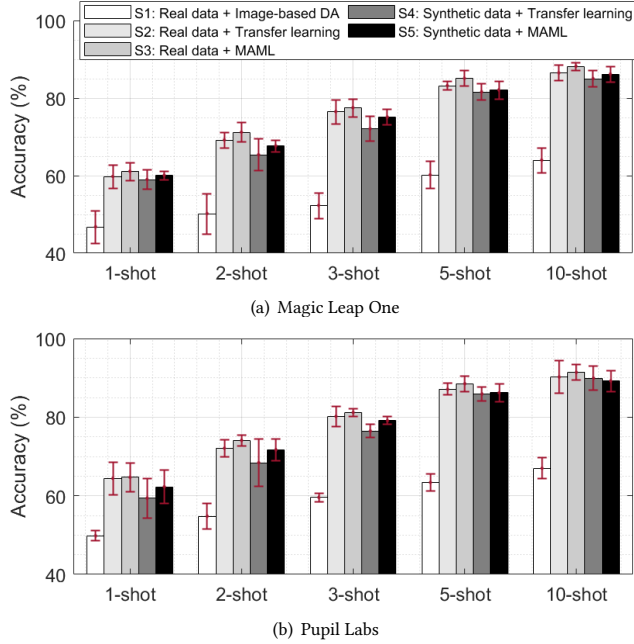 S1: Real data + Image-based DA
S2: Real data + Transfer learning
S3: Real data + MAML
S4: Synthetic data + Transfer learning
S5: Synthetic data + MAML
Accuracy (%)
100
80
60
40
1-shot 2-shot 3-shot 5-shot 10-shot
(a) Magic Leap One
Accuracy (%)
100
80
60
40
1-shot 2-shot 3-shot 5-shot 10-shot
(b) Pupil Labs